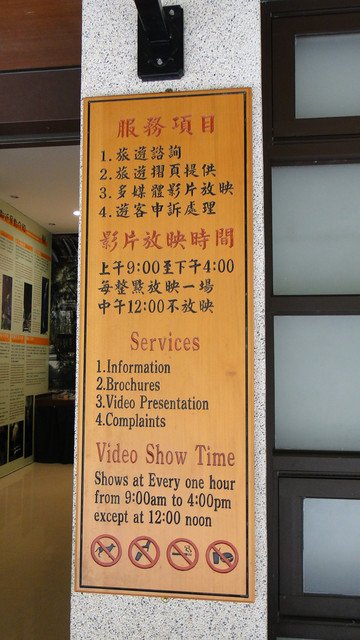 服務項目
1.旅遊諮詢
2.旅遊摺頁提供
3.多媒體影片放映
4.遊客申訴處理
影片放映時間
上午9:00至下午4:00
每整點放映一場
中午12:00不放映
Services
1.Information
2.Brochures
3.Video Presentation
4.Complaints
Video Show Time
Shows at Every one hour
from 9:00am to 4:00pm
except at 12:00 noon